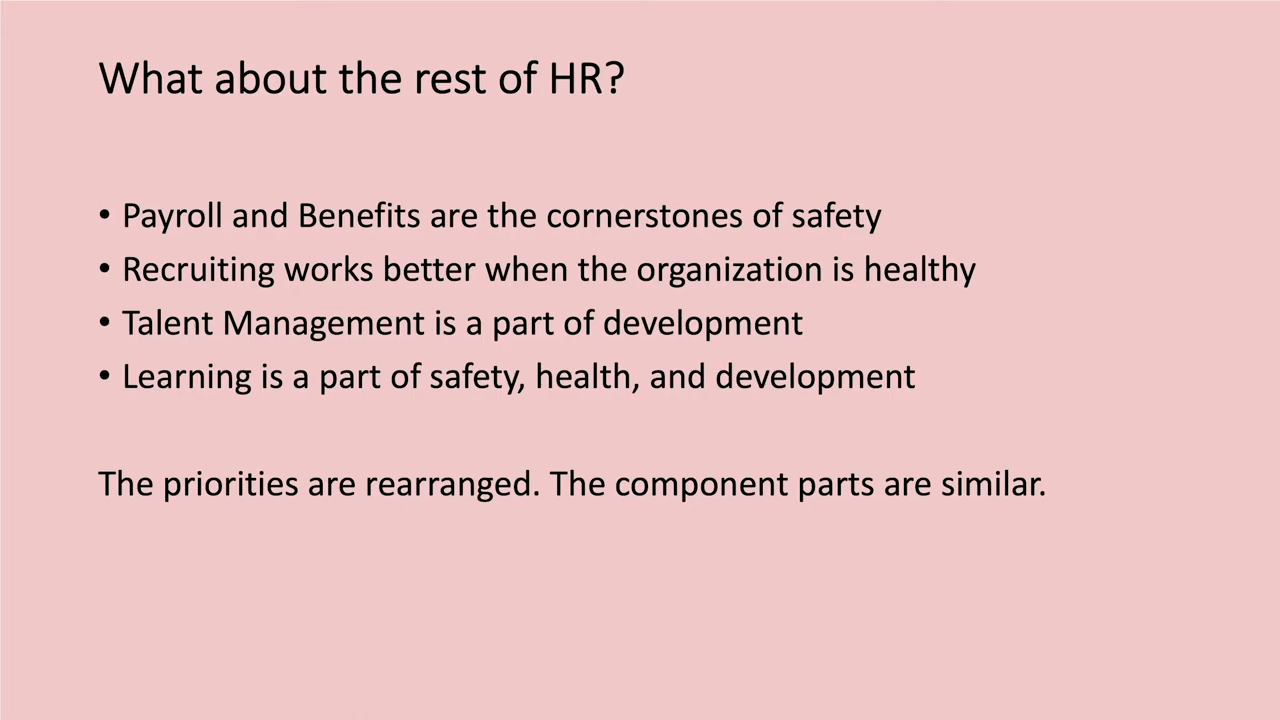 What about the rest of HR?
• Payroll and Benefits are the cornerstones of safety
• Recruiting works better when the organization is healthy
• Talent Management is a part of development
• Learning is a part of safety, health, and development
The priorities are rearranged. The component parts are similar.